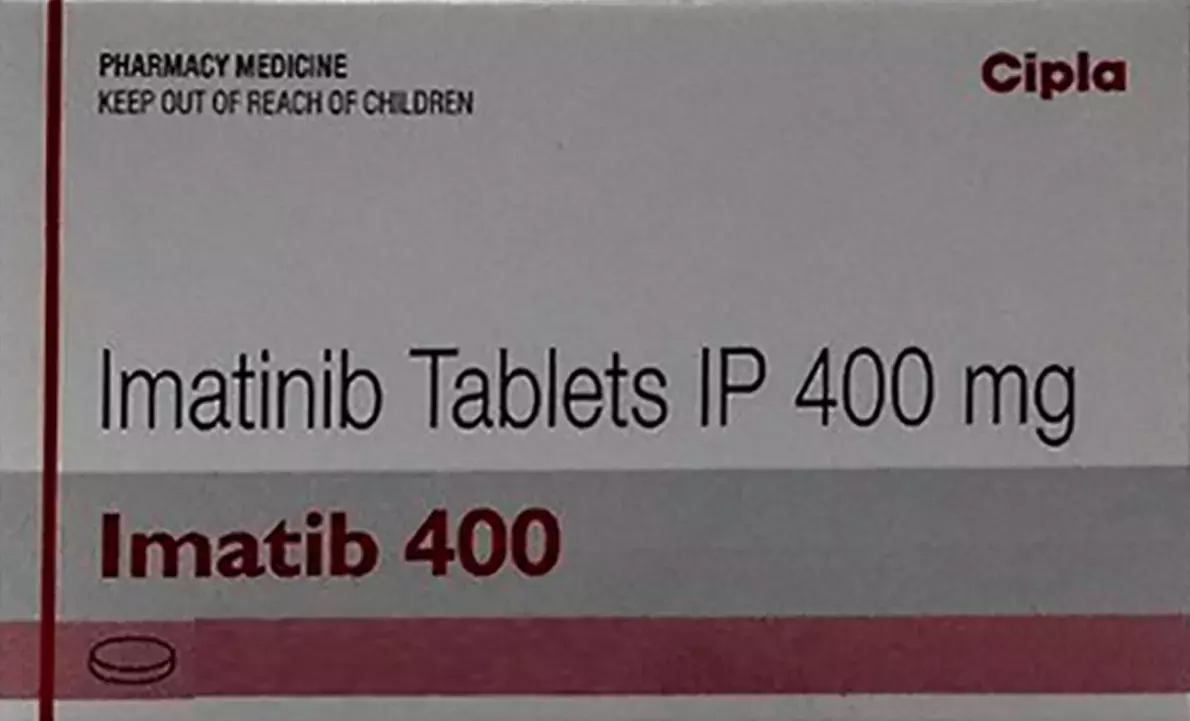 PHARMACY MEDICINE
KEEP OUT OF REACH OF CHILDREN
Cipla
Imatinib Tablets IP 400 mg
Imatib 400